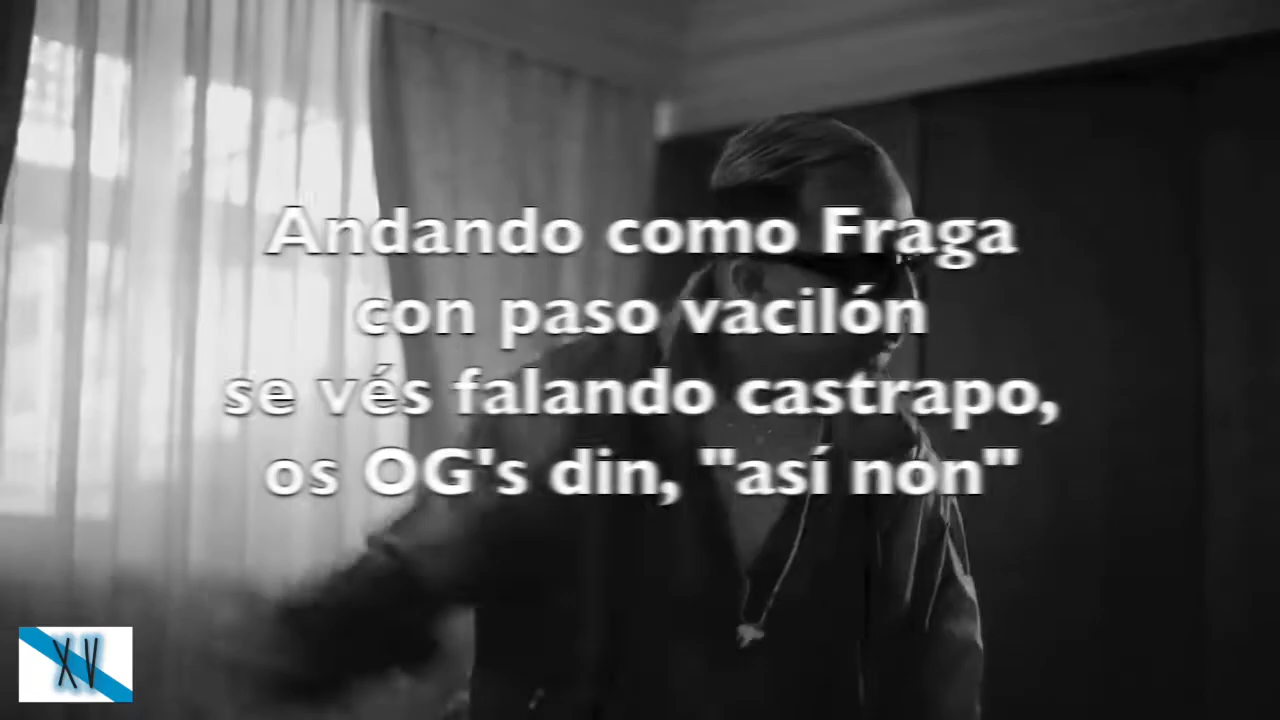 Andando como Fraga
con paso vacilón
se vés falando castrapo,
os OG's din, "así non"
XV